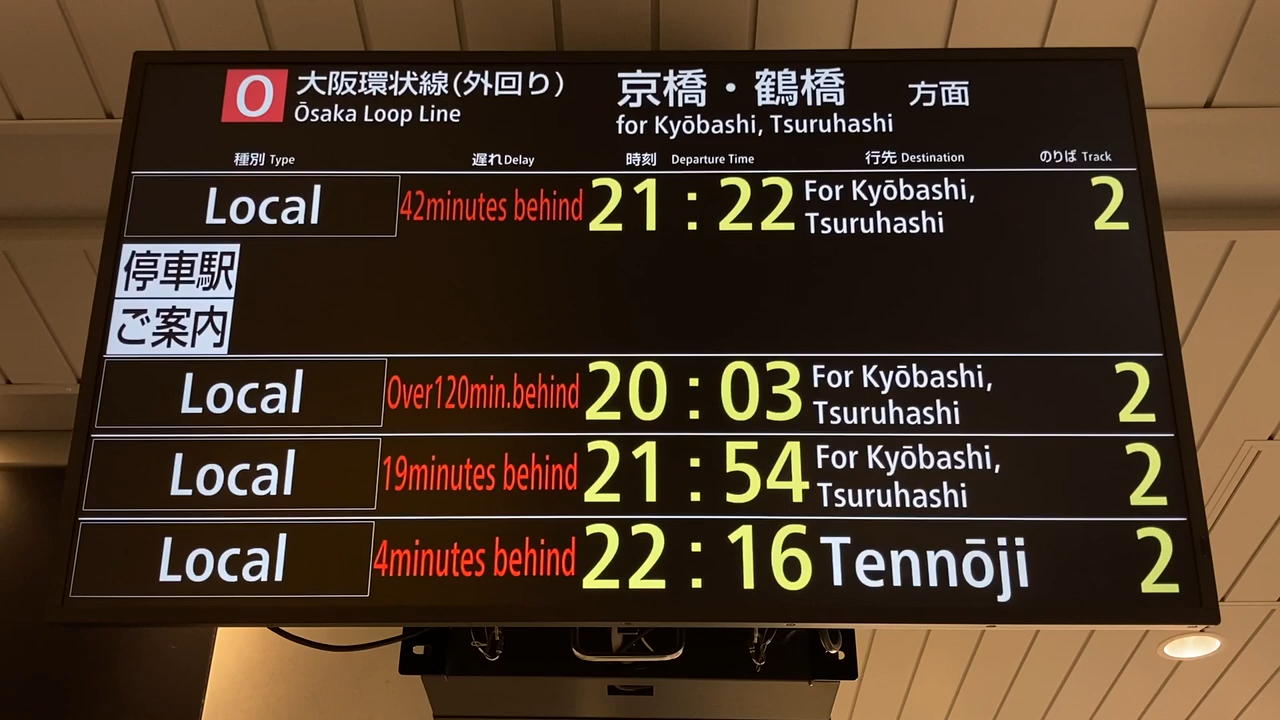 O 大阪環状線(外回り) 京橋・鶴橋 方面
Ōsaka Loop Line for Kyōbashi, Tsuruhashi
種別 Type 遅れ Delay 時刻 Departure Time 行先 Destination のりば Track
Local 42minutes behind 21:22 For Kyōbashi, Tsuruhashi 2
停車駅
ご案内
Local Over120min.behind 20:03 For Kyōbashi, Tsuruhashi 2
Local 19minutes behind 21:54 For Kyōbashi, Tsuruhashi 2
Local 4minutes behind 22:16 Tennōji 2